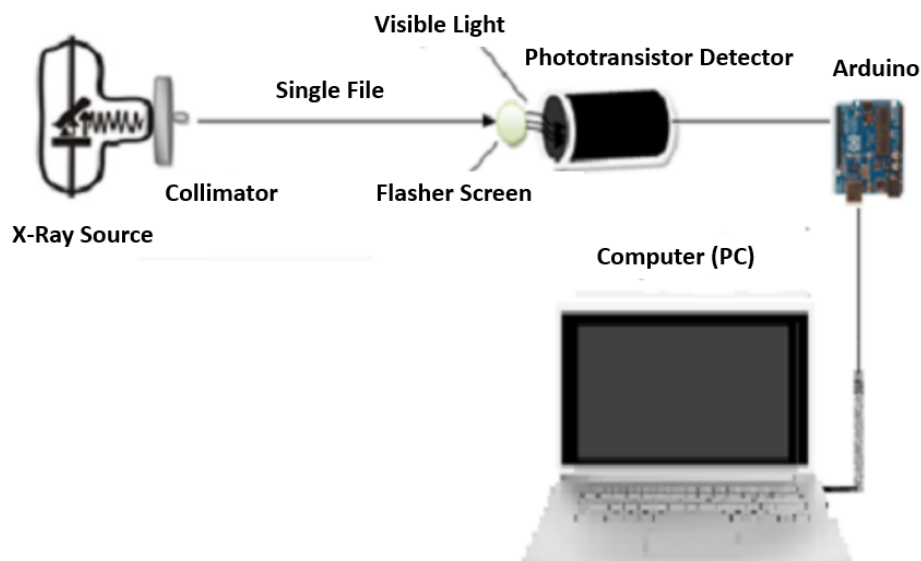 Visible Light
Phototransistor Detector
Arduino
Single File
Collimator
Flasher Screen
X-Ray Source
Computer (PC)